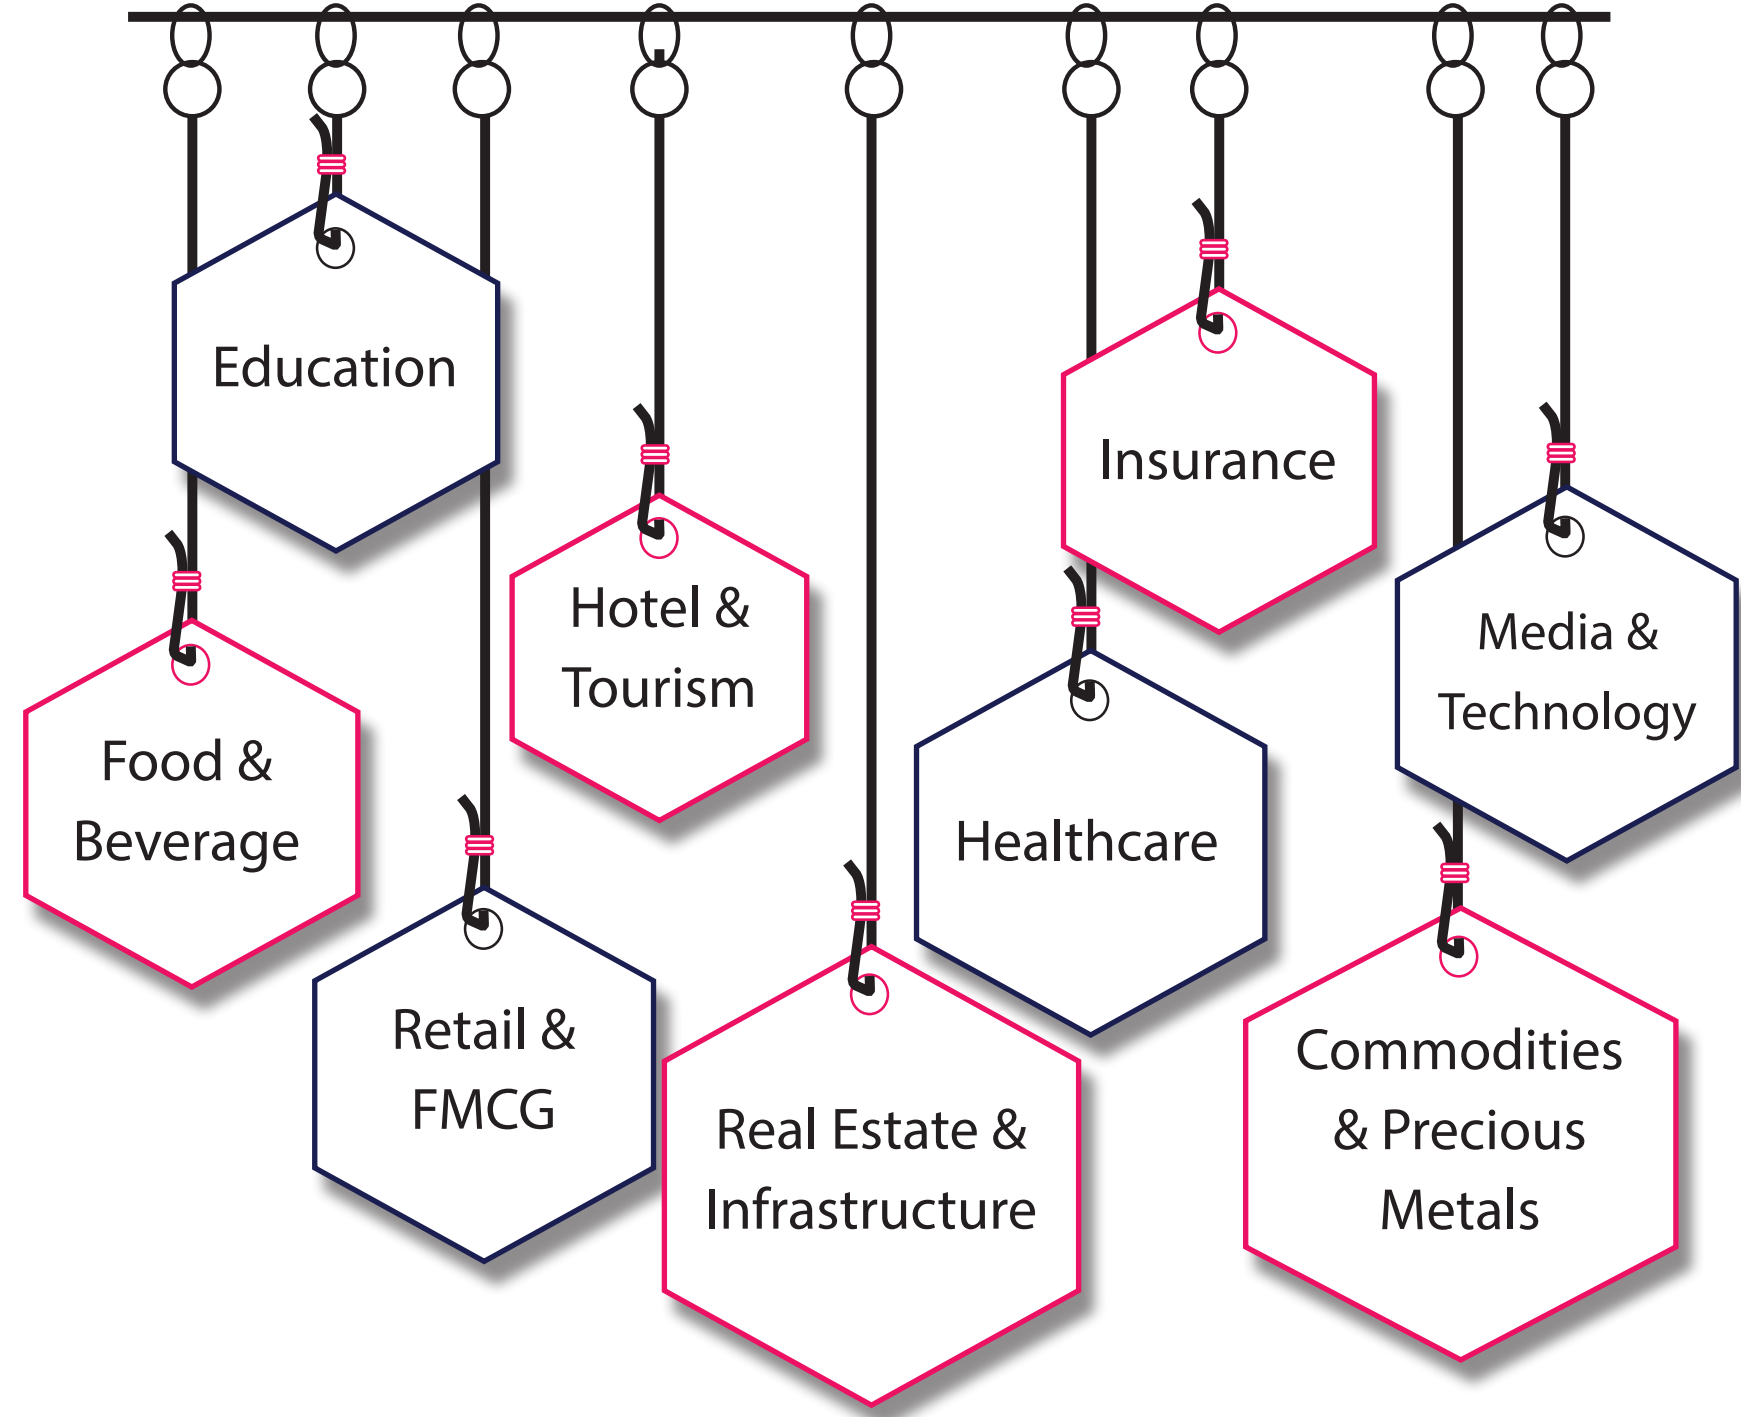 Education
Insurance
Hotel &
Tourism
Media &
Technology
Food &
Beverage
Healthcare
Retail &
FMCG
Real Estate &
Infrastructure
Commodities
& Precious
Metals